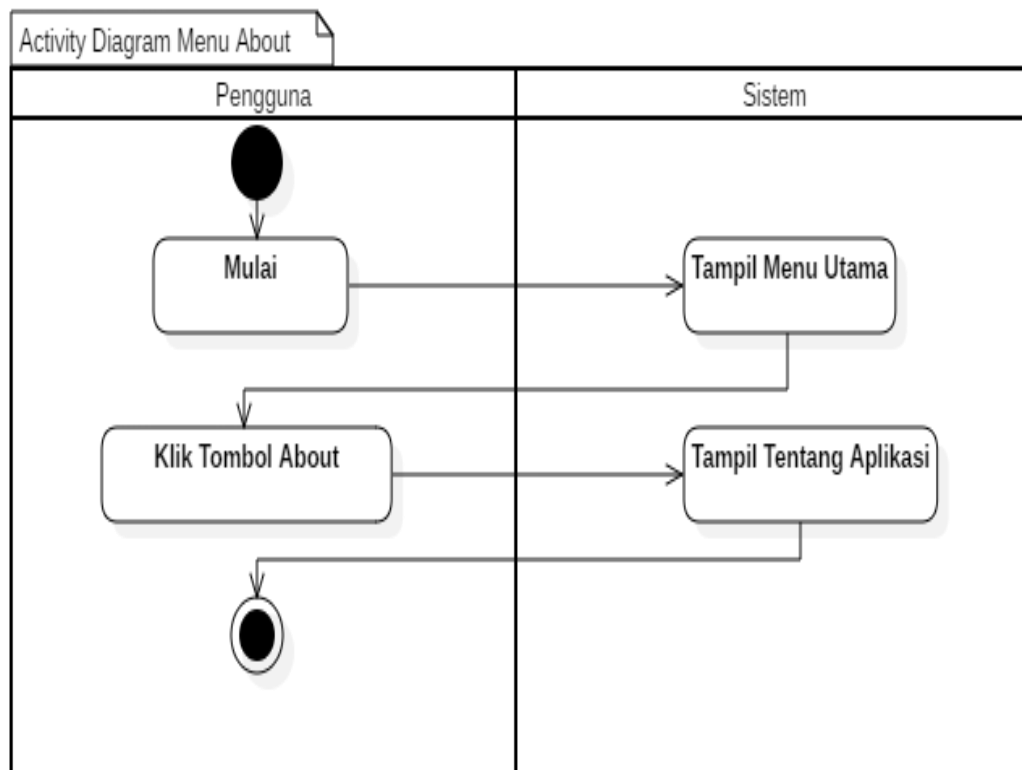 Activity Diagram Menu About
Pengguna
Sistem
Mulai
Tampil Menu Utama
Klik Tombol About
Tampil Tentang Aplikasi